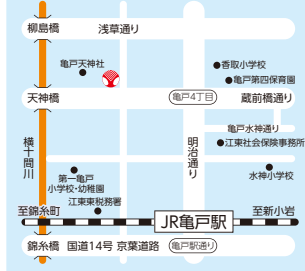 柳島橋
浅草通り
亀戸天神社
香取小学校
亀戸第四保育園
天神橋
亀戸4丁目
蔵前橋通り
横十間川
明治通り
亀戸水神通り
江東社会保険事務所
第一亀戸
小学校・幼稚園
水神小学校
江東東税務署
至錦糸町
JR亀戸駅
至新小岩
錦糸橋
国道14号 京葉道路
亀戸駅通り